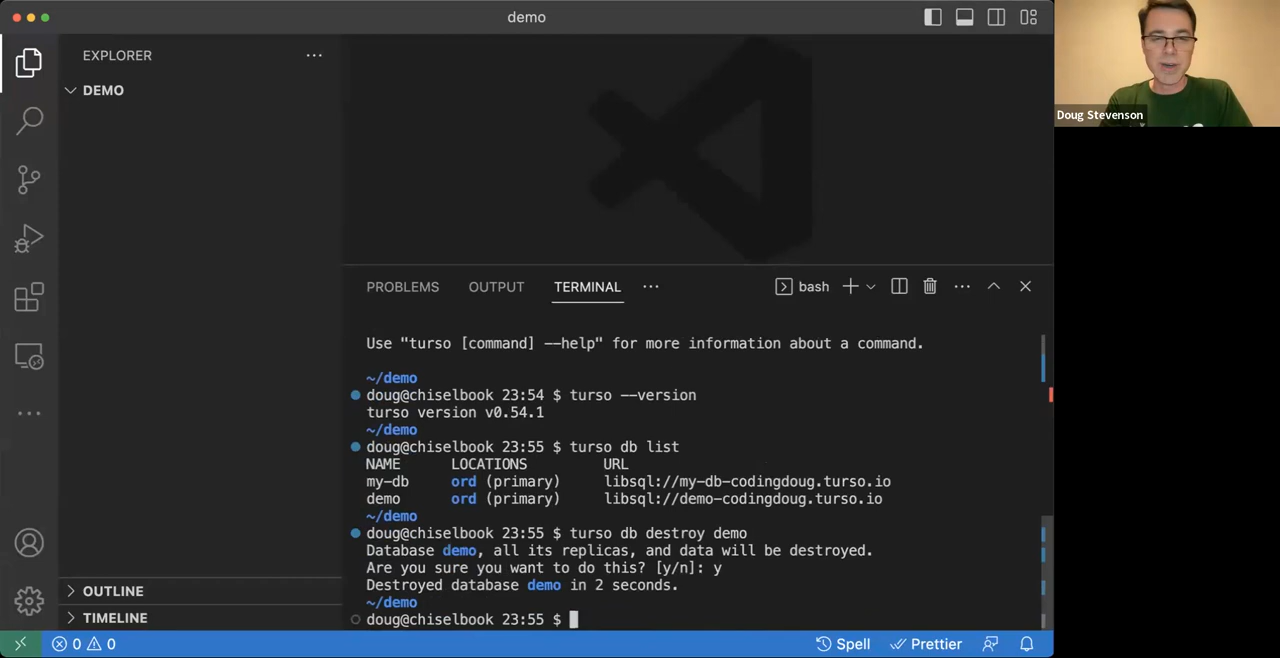 demo
Doug Stevenson
EXPLORER
DEMO
PROBLEMS OUTPUT TERMINAL
bash
Use "turso [command] --help" for more information about a command.
~/demo
doug@chiselbook 23:54 $ turso --version
turso version v0.54.1
~/demo
doug@chiselbook 23:55 $ turso db list
NAME LOCATIONS URL
my-db ord (primary) libsql://my-db-codingdoug.turso.io
demo ord (primary) libsql://demo-codingdoug.turso.io
~/demo
doug@chiselbook 23:55 $ turso db destroy demo
Database demo, all its replicas, and data will be destroyed.
Are you sure you want to do this? [y/n]: y
Destroyed database demo in 2 seconds.
~/demo
doug@chiselbook 23:55 $
OUTLINE
TIMELINE
0 0 Spell Prettier